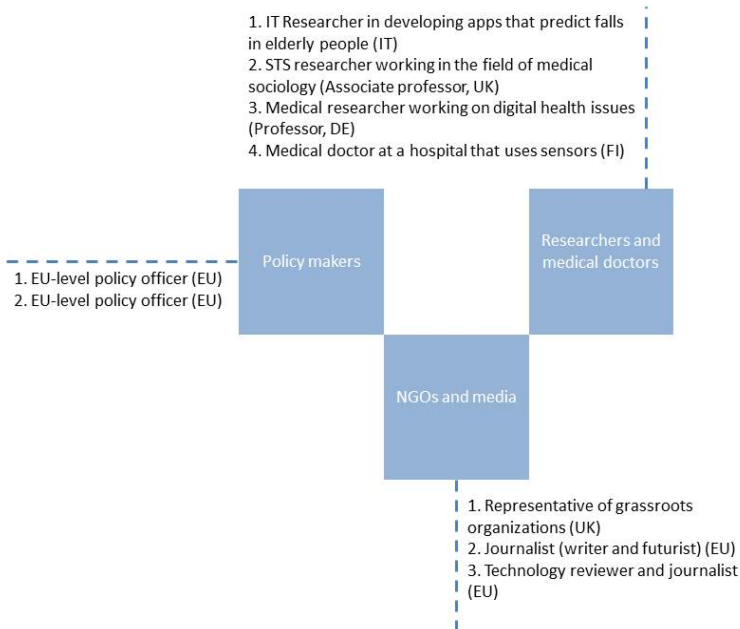 1. IT Researcher in developing apps that predict falls
in elderly people (IT)
2. STS researcher working in the field of medical
sociology (Associate professor, UK)
3. Medical researcher working on digital health issues
(Professor, DE)
4. Medical doctor at a hospital that uses sensors (FI)
Policy makers
Researchers and
medical doctors
1. EU-level policy officer (EU)
2. EU-level policy officer (EU)
NGOs and media
1. Representative of grassroots
organizations (UK)
2. Journalist (writer and futurist) (EU)
3. Technology reviewer and journalist
(EU)